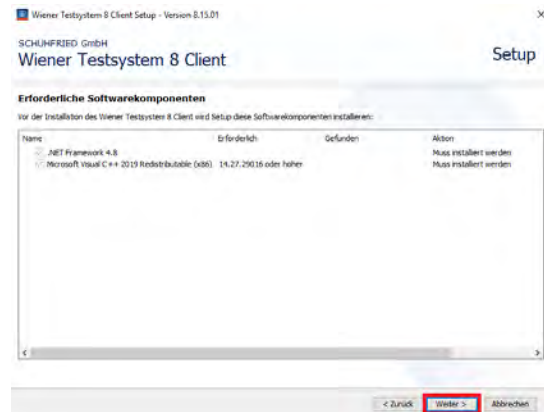 Wiener Testsystem 8 Client Setup - Version 8.15.01
SCHUHFRIED GmbH
Wiener Testsystem 8 Client
Setup
Erforderliche Softwarekomponenten
Vor der Installation des Wiener Testsystem 8 Client wird Setup diese Softwarekomponenten installieren:
Name Erforderlich Gefunden Aktion
.NET Framework 4.8 Muss installiert werden
Microsoft Visual C++ 2019 Redistributable (x86) 14.27.29016 oder hoher Muss installiert werden
< Zurück Weiter > Abbrechen